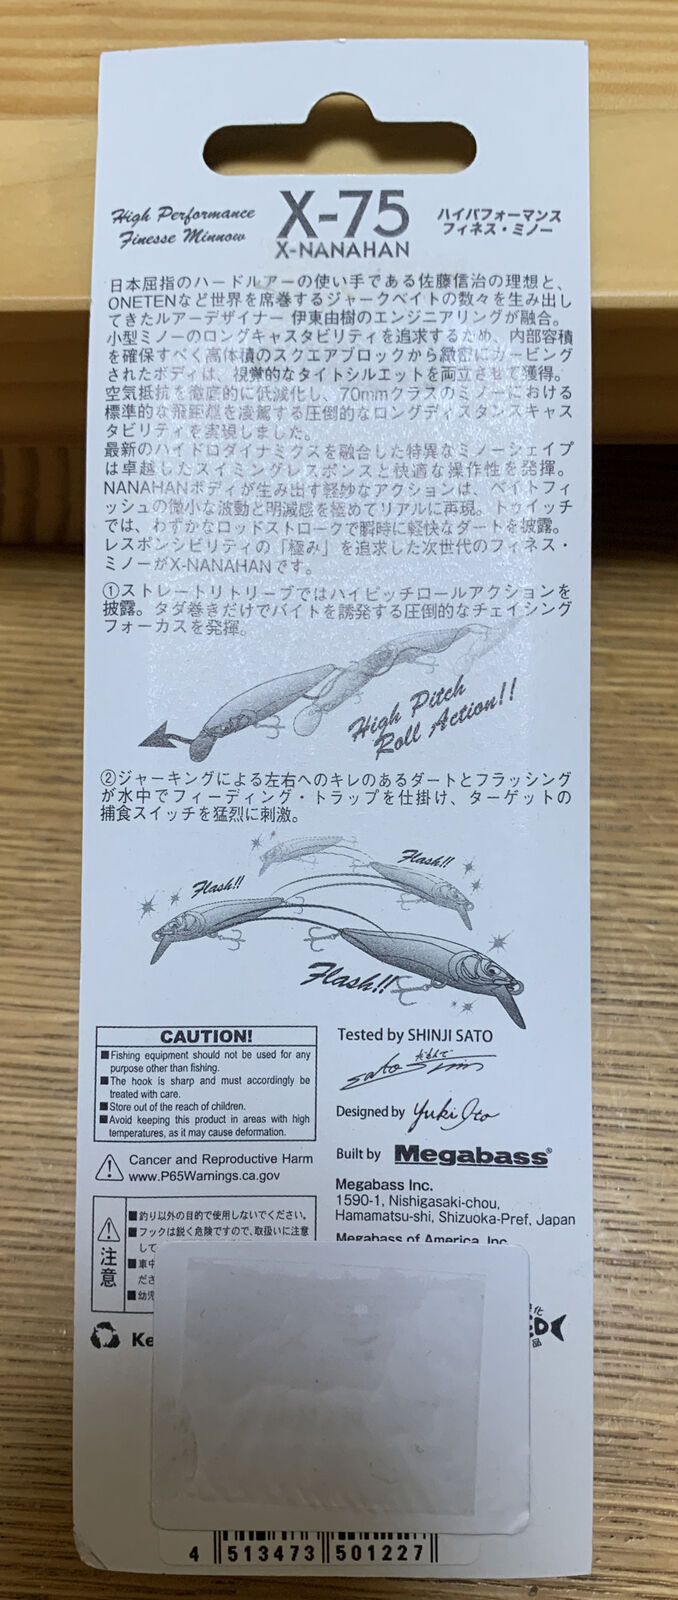 High Performance
Finesse Minnow
X-75
X-NANAHAN
ハイパフォーマンス
フィネス・ミノー
日本屈指のハードルアーの使い手である佐藤信治の理想と、
ONETENなど世界を席巻するジャークベイトの数々を生み出し
てきたルアーデザイナー 伊東由樹のエンジニアリングが融合。
小型ミノーのロングキャスタビリティを追求するため、内部容積
を確保すべく高体積のスクエアブロックから緻密にカービング
されたボディは、視覚的なタイトシルエットを両立させて獲得。
空気抵抗を徹底的に低減化し、70mmクラスのミノーにおける
標準的な飛距離を凌駕する圧倒的なロングディスタンスキャス
タビリティを実現しました。
最新のハイドロダイナミクスを融合した特異なミノーシェイプ
は卓越したスイミングレスポンスと快適な操作性を発揮。
NANAHANボディが生み出す軽妙なアクションは、ベイトフィ
ッシュの微小な波動と明滅感を極めてリアルに再現。トゥイッチ
では、わずかなロッドストロークで瞬時に軽快なダートを披露。
レスポンシビリティの「極み」を追求した次世代のフィネス・
ミノーがX-NANAHANです。
①ストレートリトリーブではハイピッチロールアクションを
披露。タダ巻きだけでバイトを誘発する圧倒的なチェイシング
フォーカスを発揮。
High Pitch
Roll Action!!
②ジャーキングによる左右へのキレのあるダートとフラッシング
が水中でフィーディング・トラップを仕掛け、ターゲットの
捕食スイッチを猛烈に刺激。
Flash!!
Flash!!
Flash!!
CAUTION!
■Fishing equipment should not be used for any
purpose other than fishing.
■The hook is sharp and must accordingly be
treated with care.
■Store out of the reach of children.
■Avoid keeping this product in areas with high
temperatures, as it may cause deformation.
Cancer and Reproductive Harm
www.P65Warnings.ca.gov
注意
■釣り以外の目的で使用しないでください。
■フックは鋭く危険ですので、取扱いに注意
して
■車中
ださ
■幼児
Ke
Tested by SHINJI SATO
Designed by Yuki Ito
Built by Megabass®
Megabass Inc.
1590-1, Nishigasaki-chou,
Hamamatsu-shi, Shizuoka-Pref, Japan
Megabass of America, Inc.
化
ED
品
4 513473 501227